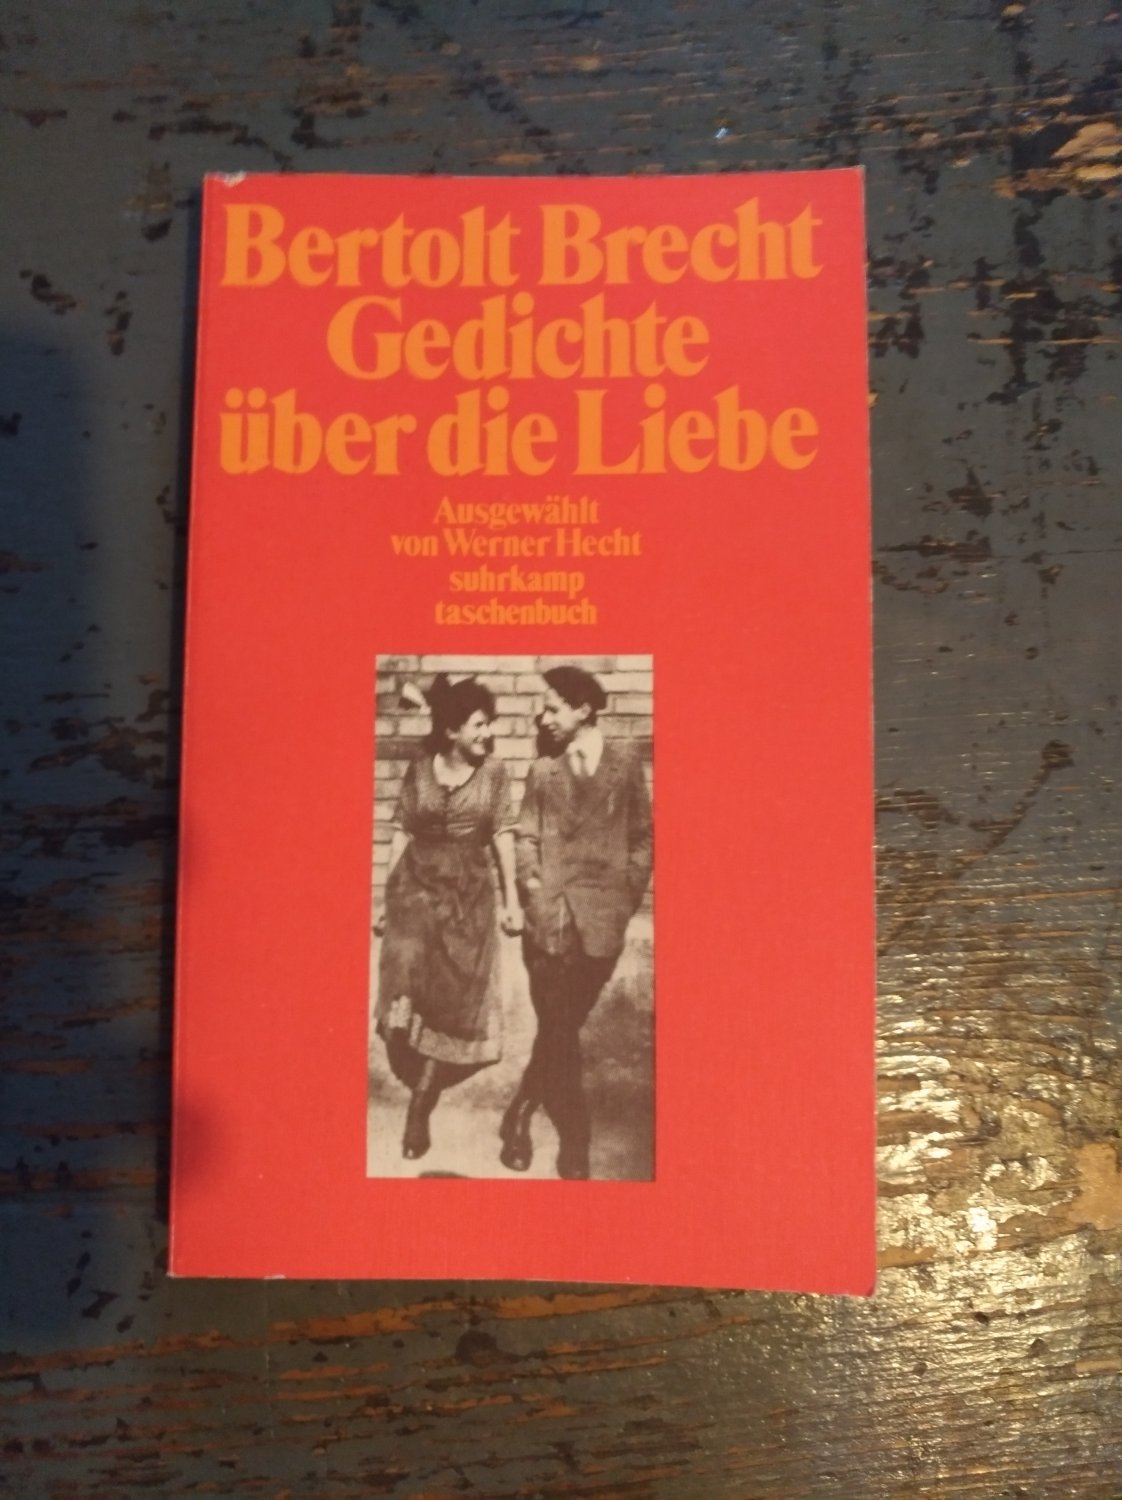 Bertolt Brecht
Gedichte
über die Liebe
Ausgewählt
von Werner Hecht
suhrkamp
taschenbuch